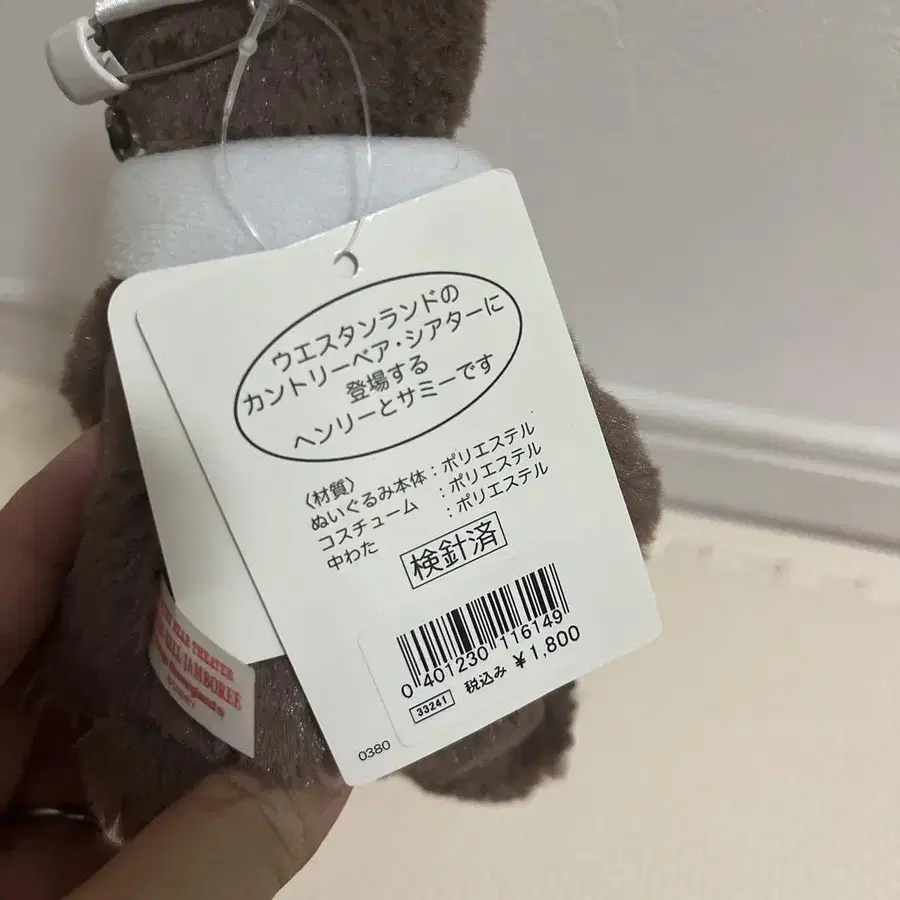 ウエスタンランドの
カントリーベア・シアターに
登場する
ヘンリーとサミーです
〈材質〉
ぬいぐるみ本体：ポリエステル
コスチューム：ポリエステル
中わた：ポリエステル
検針済
0 401230 116149
33241 税込み ¥1,800
0380
BEAR THEATER
BELL JAMBOREE